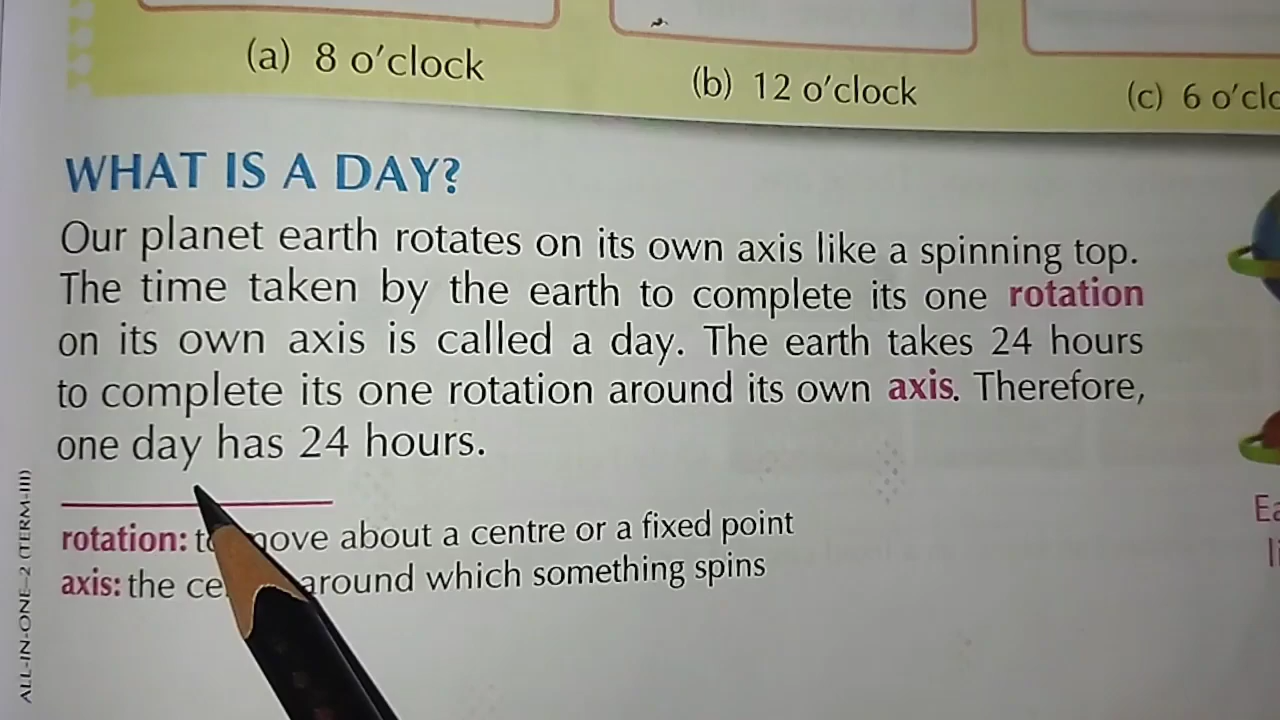 (a) 8 o'clock
(b) 12 o'clock
(c) 6 o'clo
WHAT IS A DAY?
Our planet earth rotates on its own axis like a spinning top.
The time taken by the earth to complete its one rotation
on its own axis is called a day. The earth takes 24 hours
to complete its one rotation around its own axis. Therefore,
one day has 24 hours.
rotation: to move about a centre or a fixed point
axis: the ce around which something spins
Ea
li
ALL-IN-ONE–2 (TERM-III)